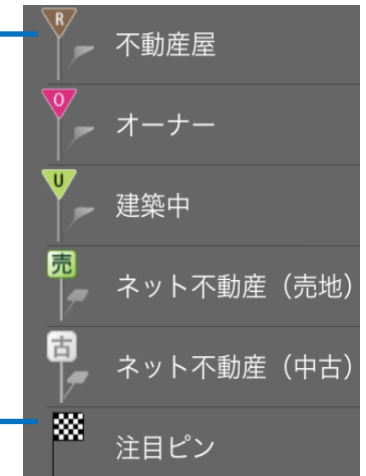 R 不動産屋
O オーナー
U 建築中
売 ネット不動産（売地）
古 ネット不動産（中古）
注目ピン